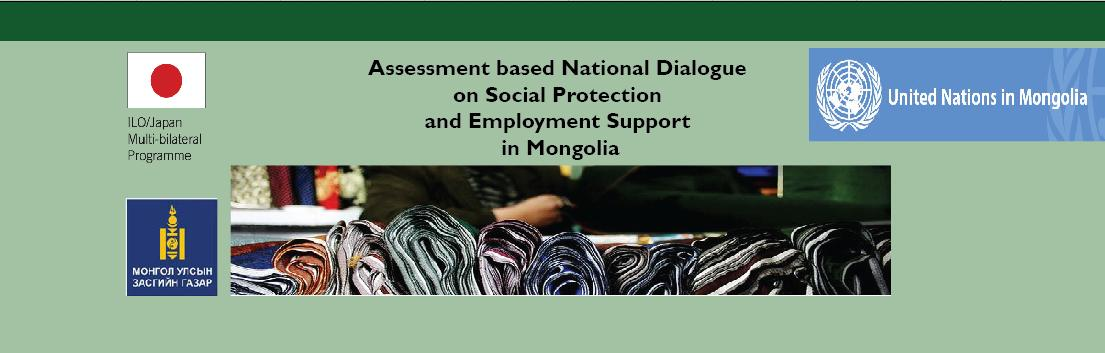 Assessment based National Dialogue
on Social Protection
and Employment Support
in Mongolia
United Nations in Mongolia
ILO/Japan
Multi-bilateral
Programme
МОНГОЛ УЛСЫН
ЗАСГИЙН ГАЗАР